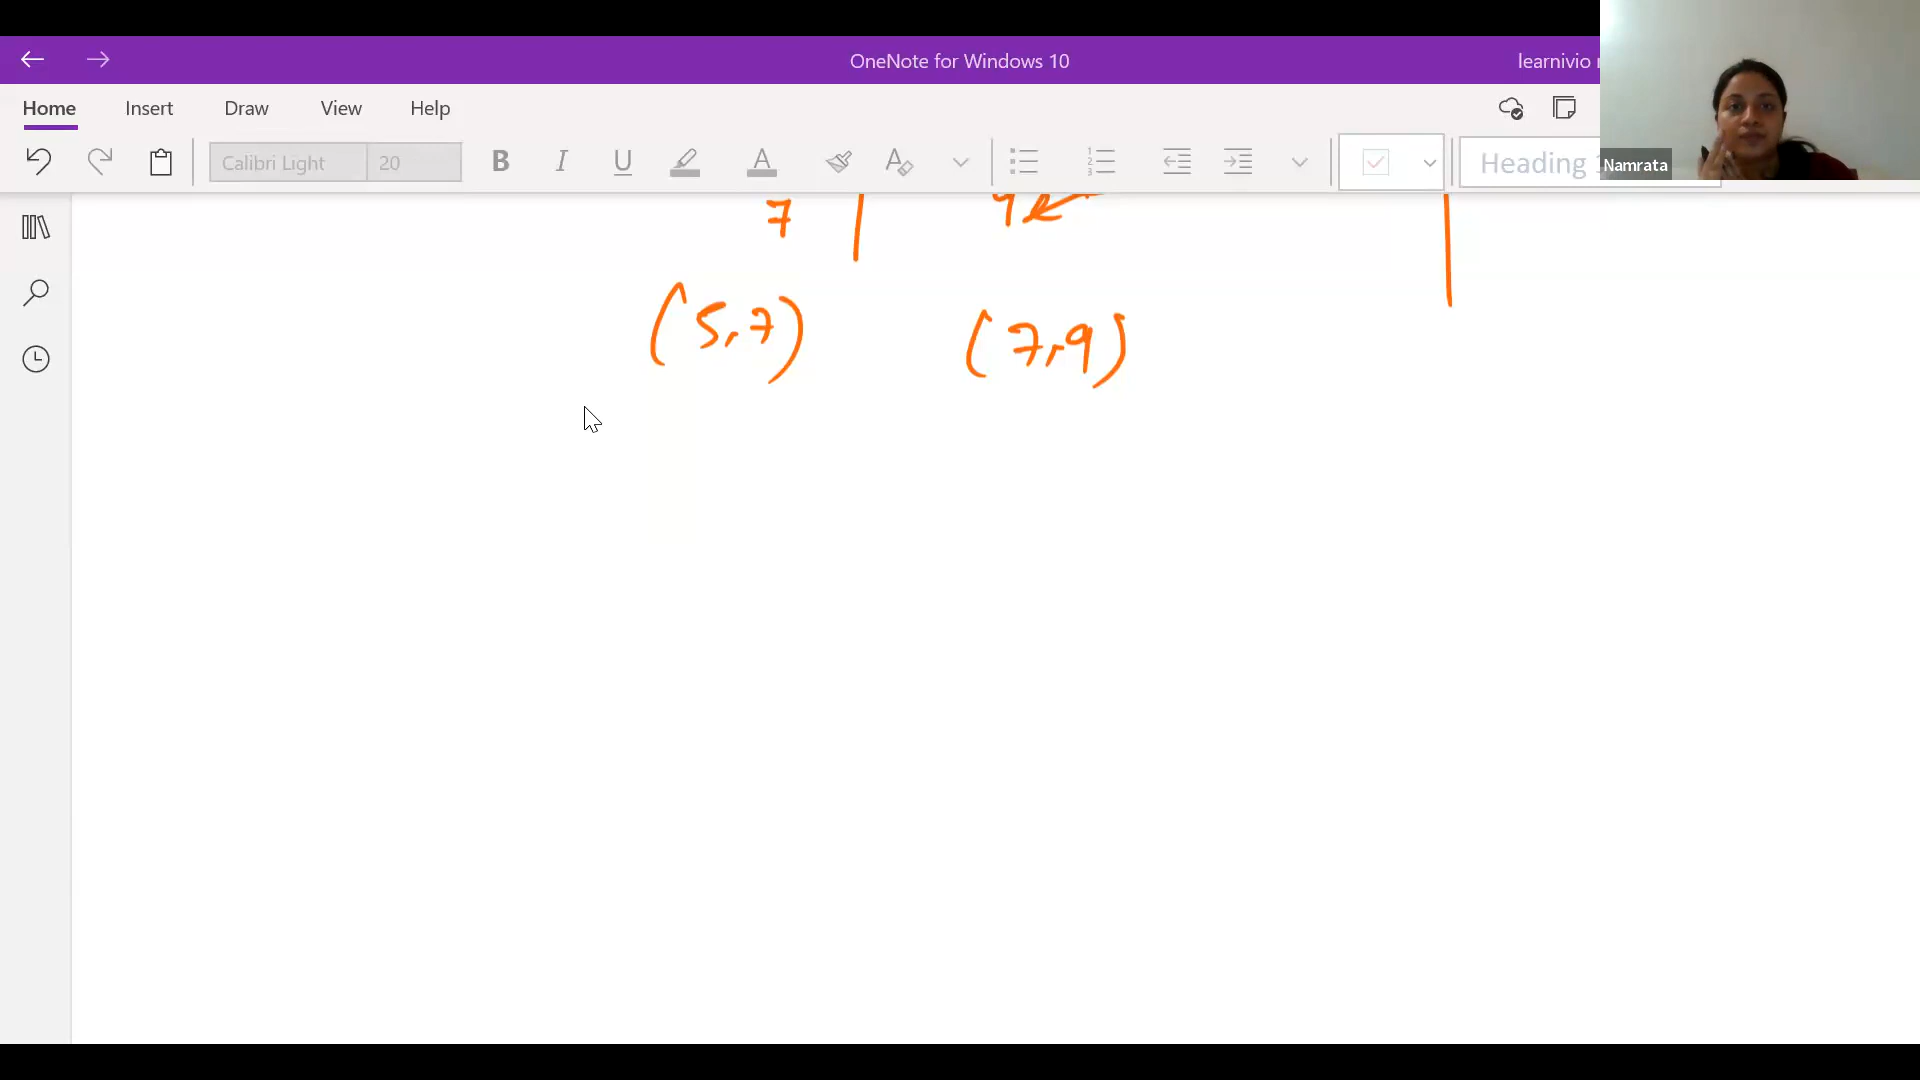 OneNote for Windows 10
learnivio
Home Insert Draw View Help
Calibri Light 20 B I U A Heading
Namrata
7
(5,7) (7,9)